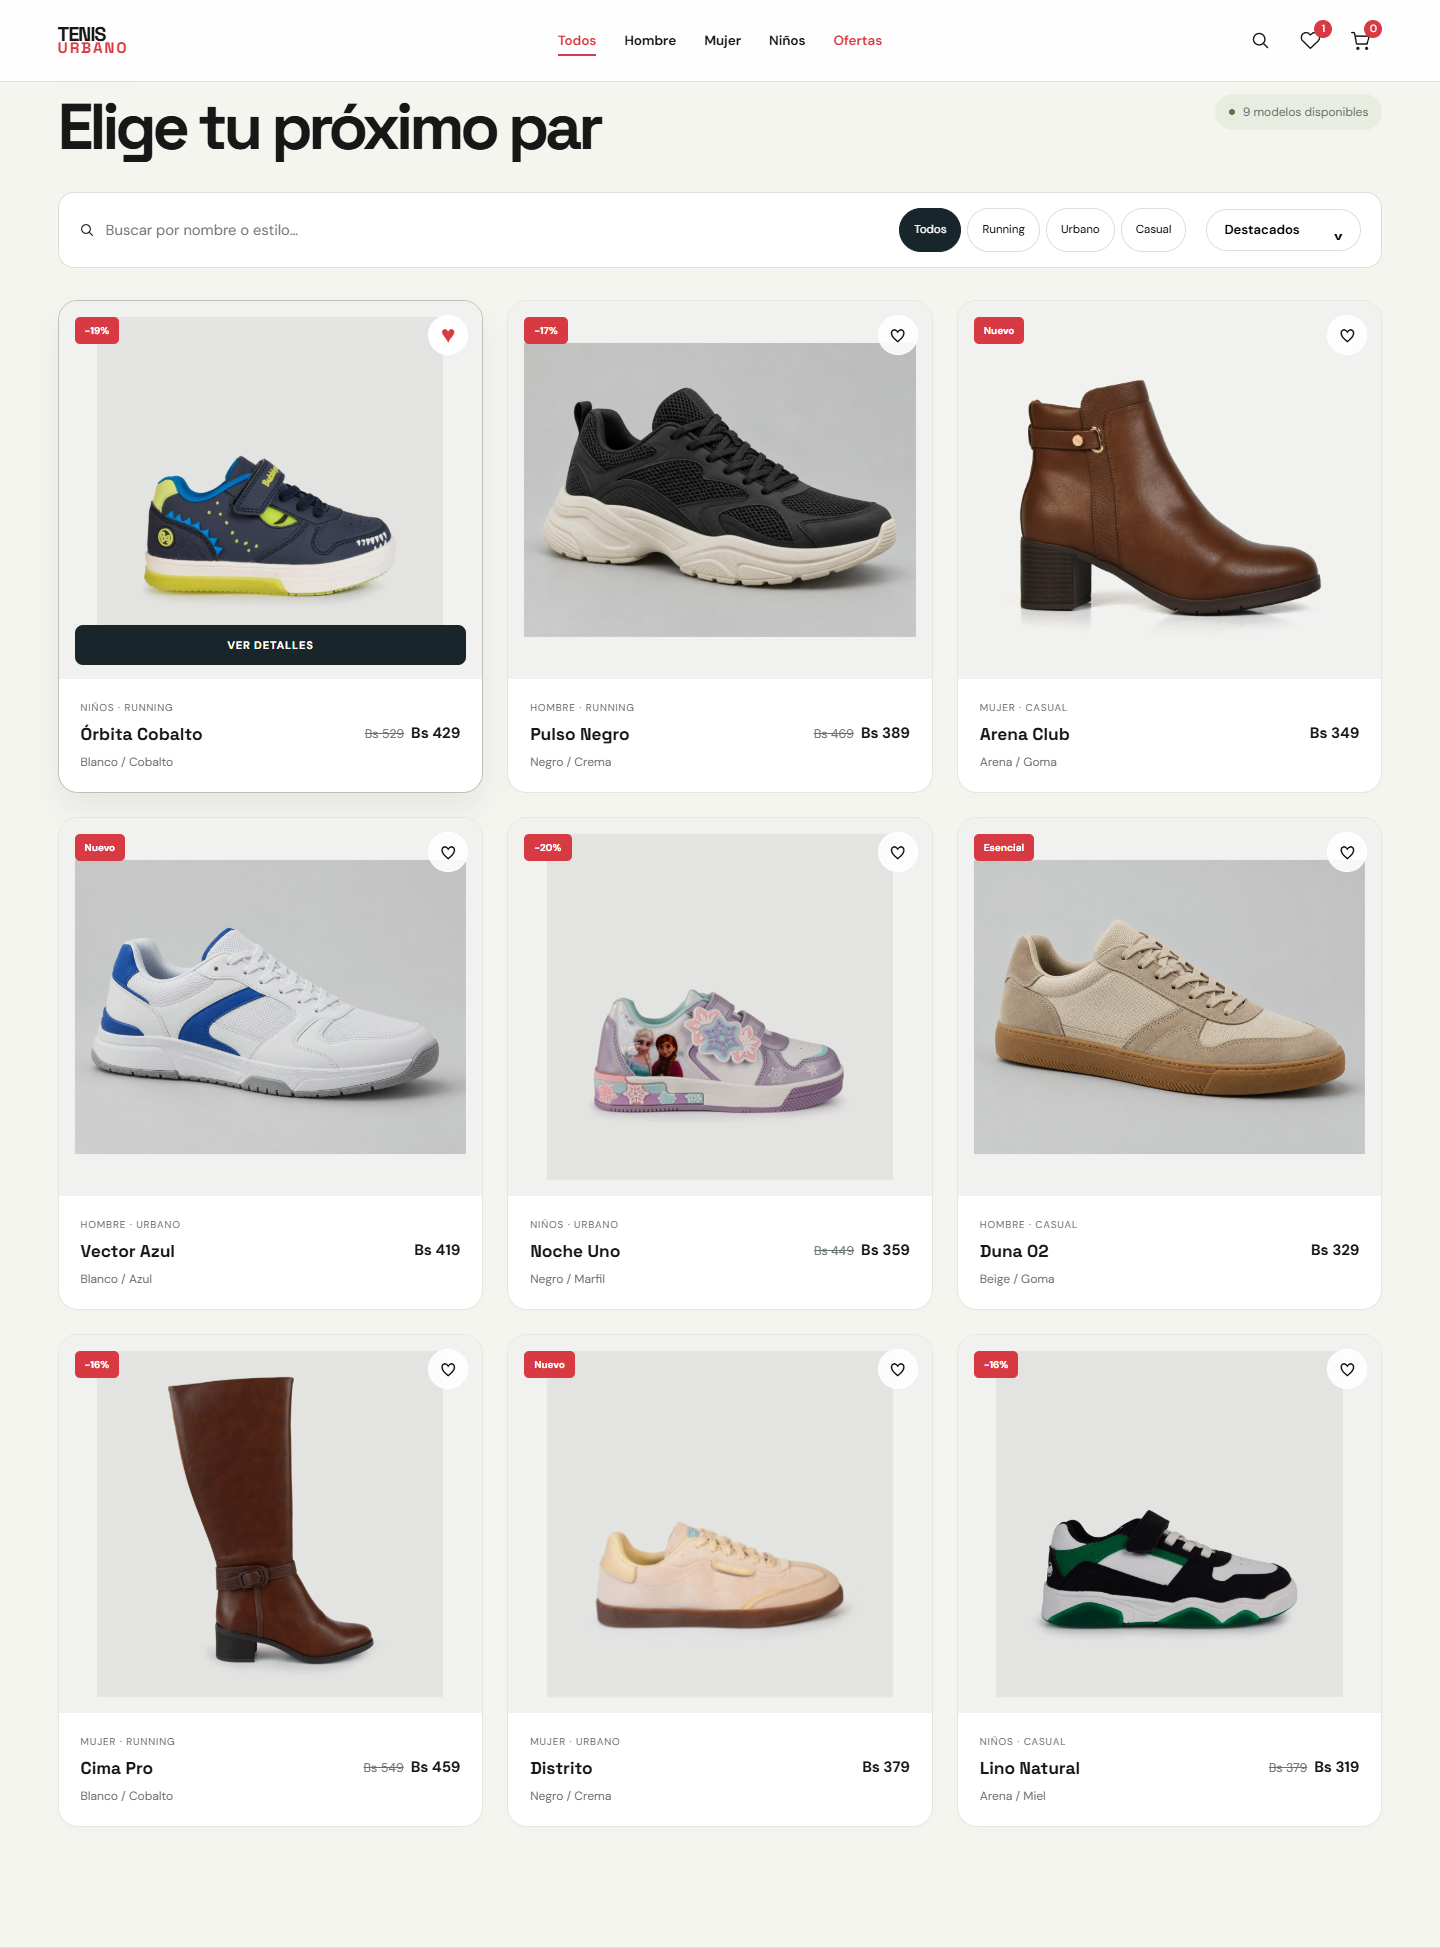 TENIS
URBANO
Todos Hombre Mujer Niños Ofertas
1
0
Elige tu próximo par
9 modelos disponibles
Buscar por nombre o estilo...
Todos Running Urbano Casual Destacados
-19%
VER DETALLES
NIÑOS · RUNNING
Órbita Cobalto Bs 529 Bs 429
Blanco / Cobalto
-17%
HOMBRE · RUNNING
Pulso Negro Bs 469 Bs 389
Negro / Crema
Nuevo
MUJER · CASUAL
Arena Club Bs 349
Arena / Goma
Nuevo
HOMBRE · URBANO
Vector Azul Bs 419
Blanco / Azul
-20%
NIÑOS · URBANO
Noche Uno Bs 449 Bs 359
Negro / Marfil
Esencial
HOMBRE · CASUAL
Duna 02 Bs 329
Beige / Goma
-16%
MUJER · RUNNING
Cima Pro Bs 549 Bs 459
Blanco / Cobalto
Nuevo
MUJER · URBANO
Distrito Bs 379
Negro / Crema
-16%
NIÑOS · CASUAL
Lino Natural Bs 379 Bs 319
Arena / Miel